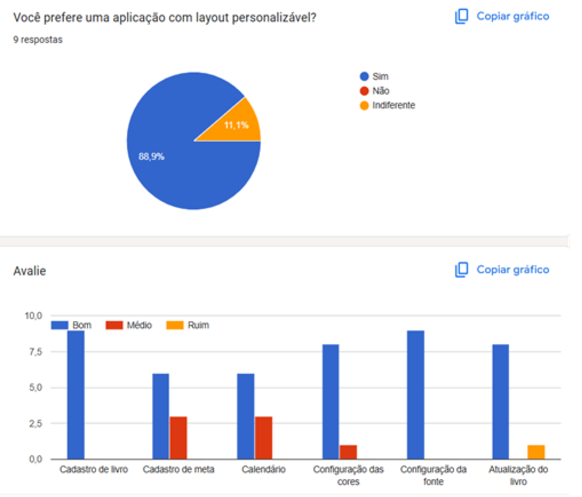 Você prefere uma aplicação com layout personalizável?
Copiar gráfico
9 respostas
Sim
Não
Indiferente
11,1%
88,9%
Avalie
Copiar gráfico
10,0
Bom Médio Ruim
7,5
5,0
2,5
0,0
Cadastro de livro Cadastro de meta Calendário Configuração das cores Configuração da fonte Atualização do livro